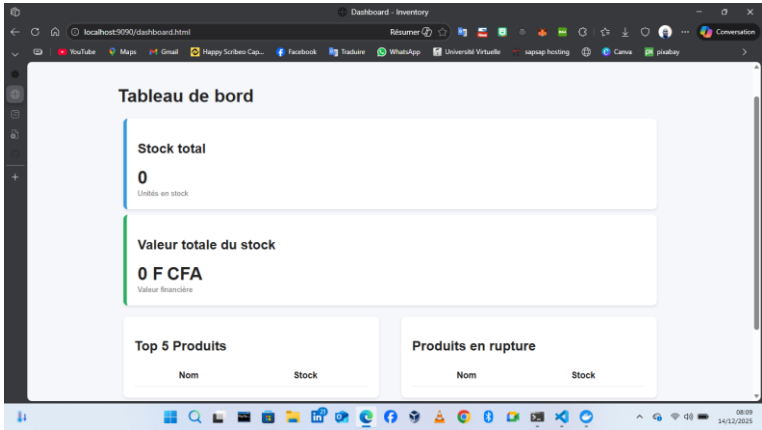 Dashboard - Inventory
localhost:9090/dashboard.html
Résumer
Conversation
YouTube Maps Gmail Happy Scribeo Cap... Facebook Traduire WhatsApp Université Virtuelle sapsap hosting Canva pixabay
Tableau de bord
Stock total
0
Unités en stock
Valeur totale du stock
0 F CFA
Valeur financière
Top 5 Produits
Nom Stock
Produits en rupture
Nom Stock
08:09
14/12/2025